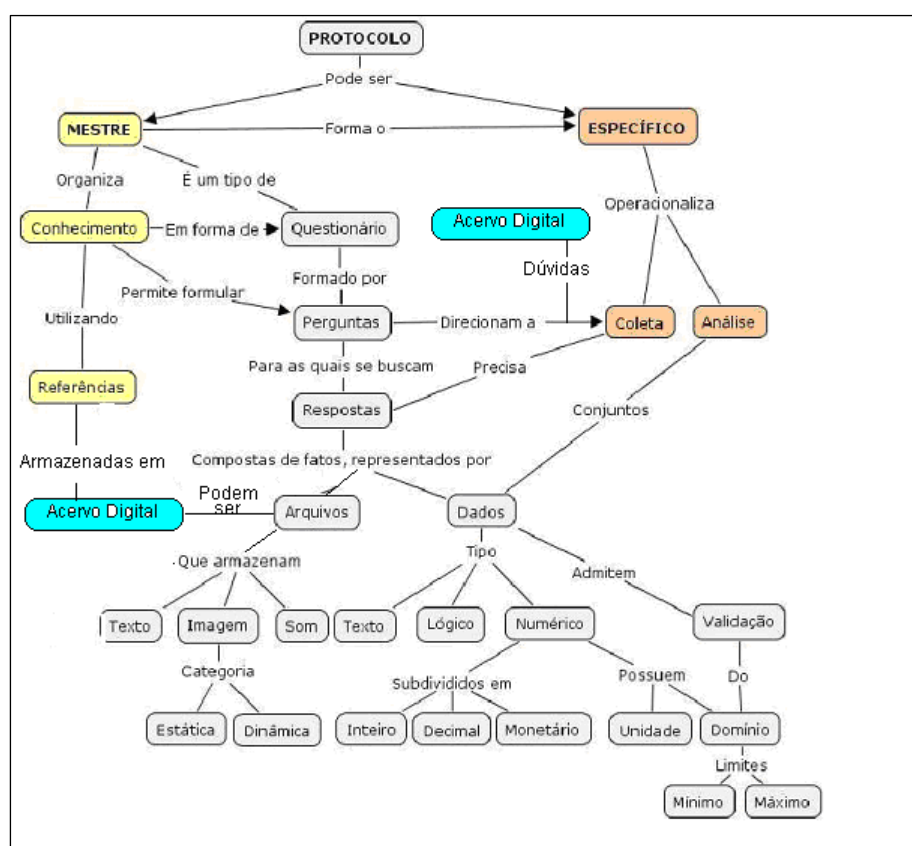 PROTOCOLO
Pode ser
MESTRE
Forma o
ESPECÍFICO
Organiza
É um tipo de
Operacionaliza
Conhecimento
Em forma de
Questionário
Acervo Digital
Dúvidas
Formado por
Permite formular
Utilizando
Perguntas
Direcionam a
Coleta
Análise
Para as quais se buscam
Precisa
Referências
Respostas
Conjuntos
Armazenadas em
Compostas de fatos, representados por
Acervo Digital
Podem
ser
Arquivos
Dados
Que armazenam
Tipo
Admitem
Texto
Imagem
Som
Texto
Lógico
Numérico
Validação
Categoria
Subdivididos em
Possuem
Do
Estática
Dinâmica
Inteiro
Decimal
Monetário
Unidade
Domínio
Limites
Mínimo
Máximo